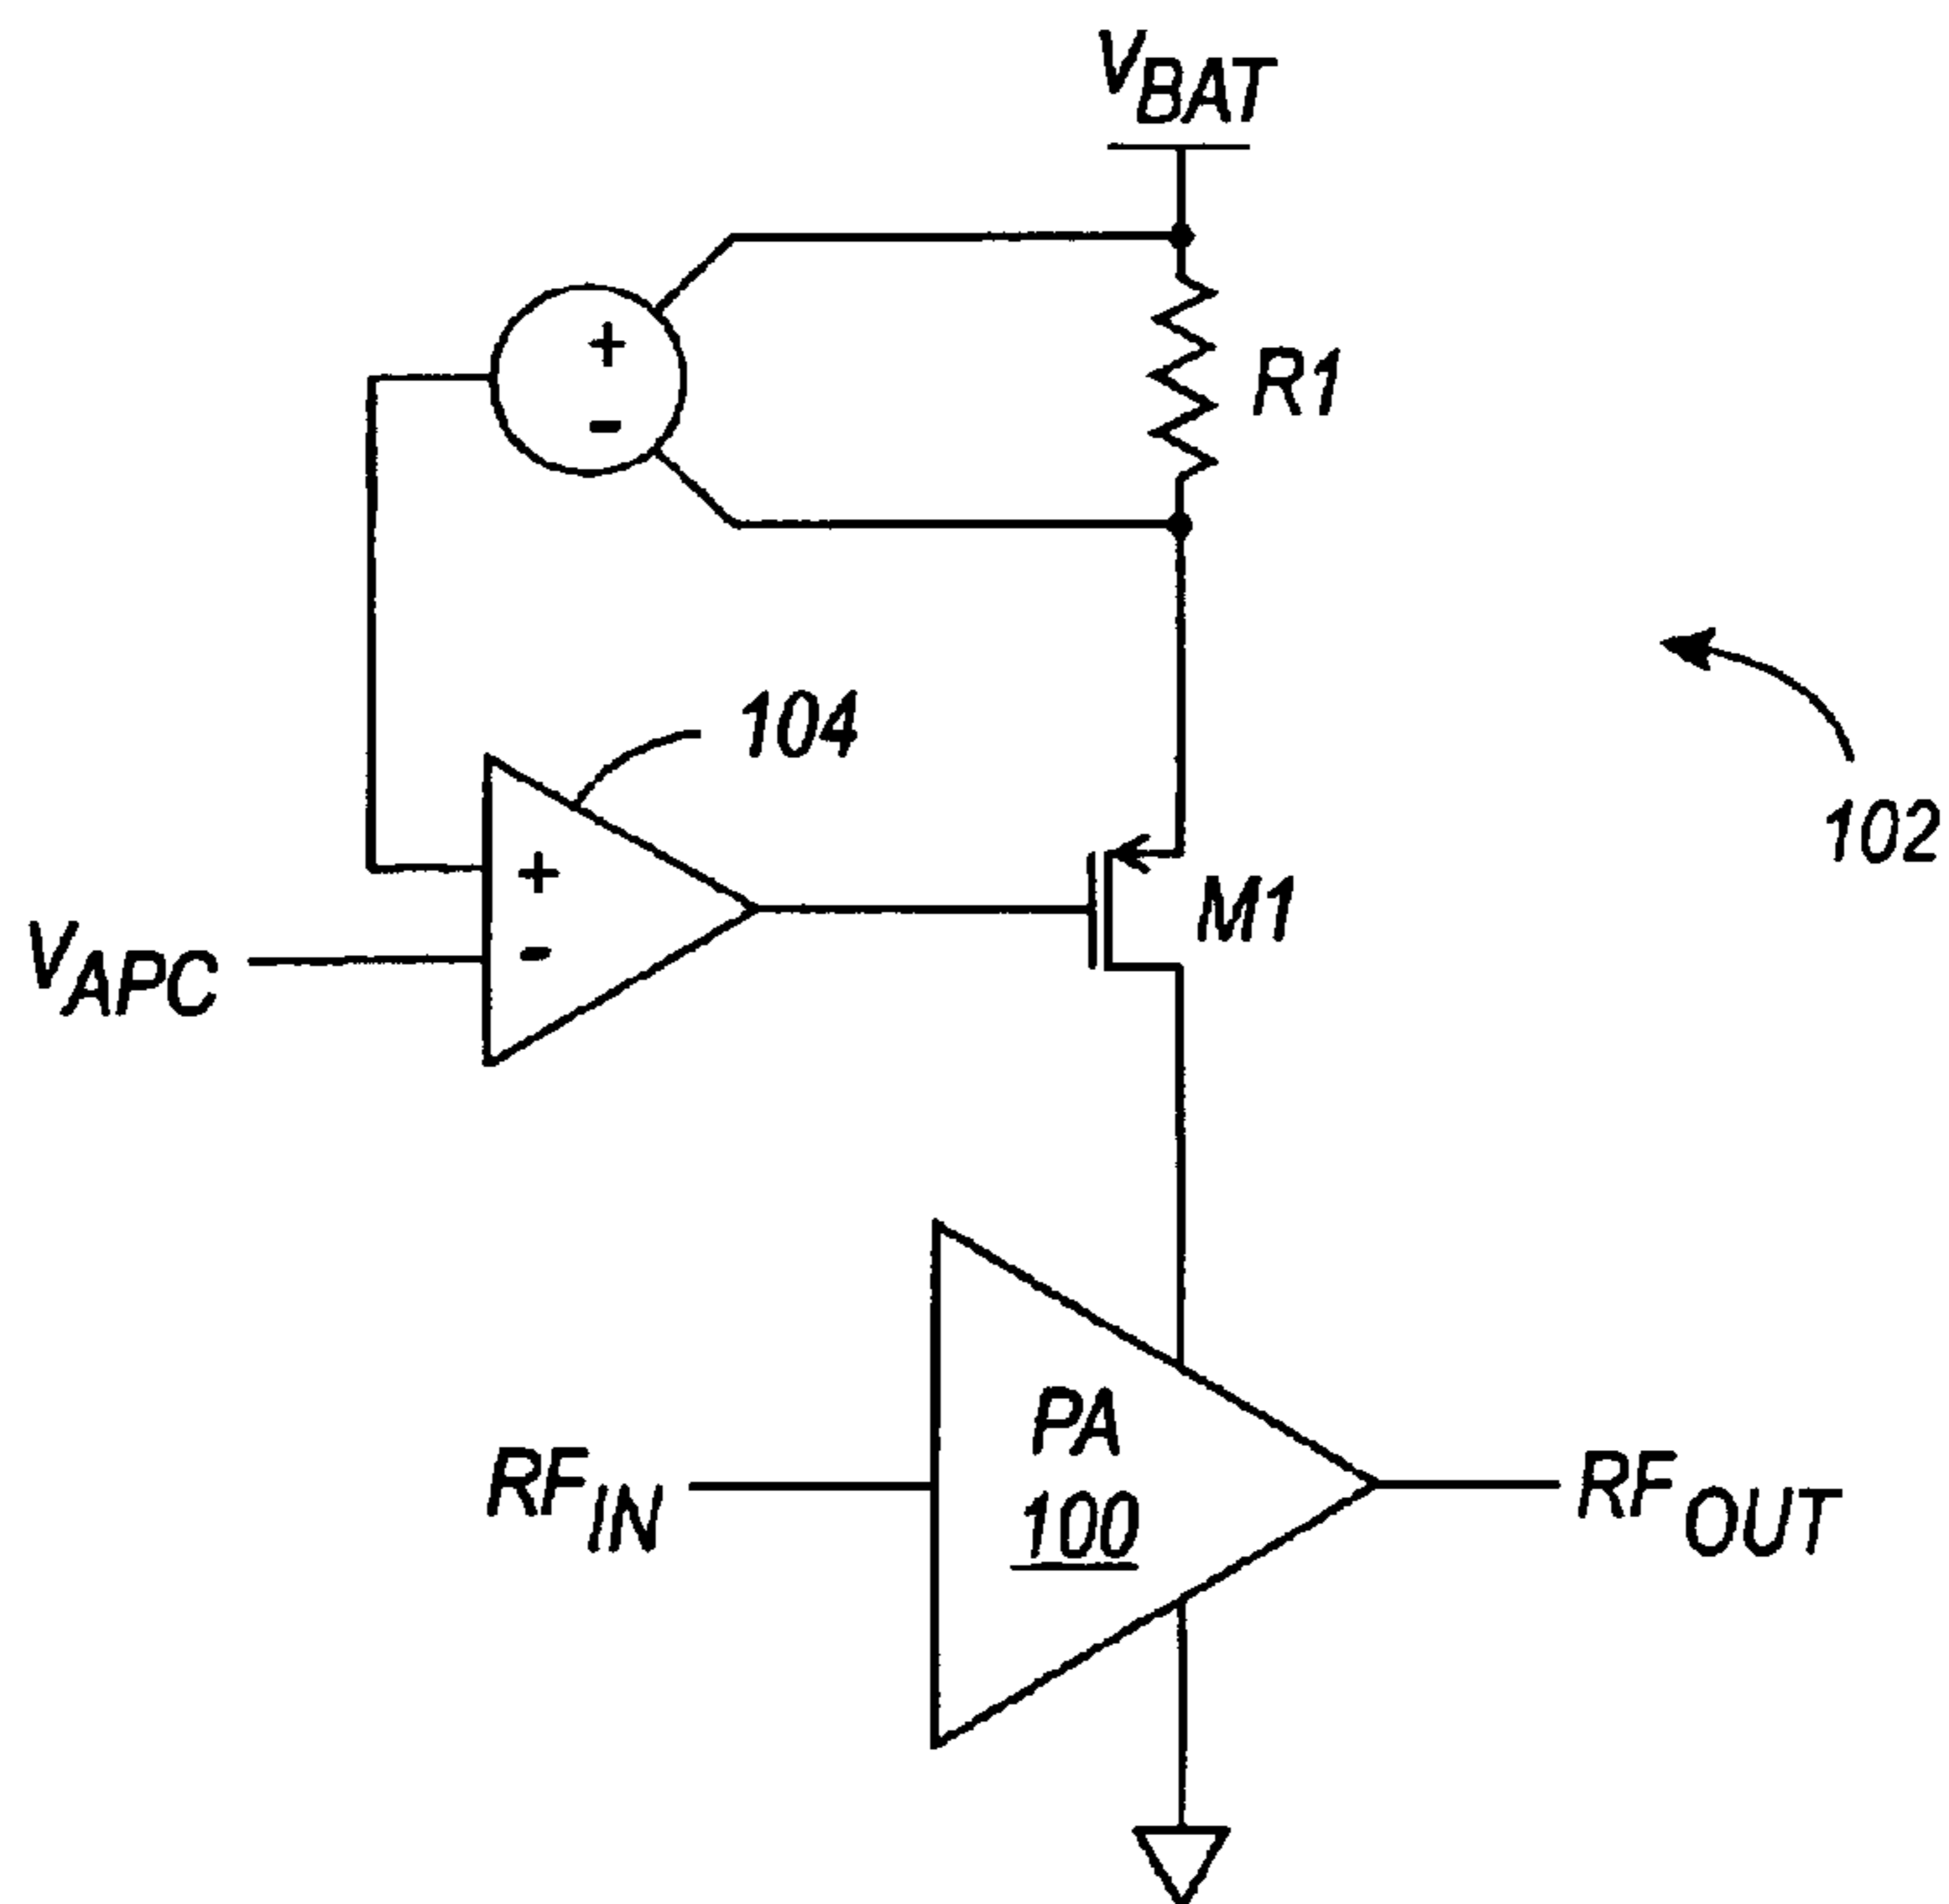 VBAT
+
-
R1
104
+
-
M1
102
VAPC
PA
100
RFIN
RFOUT